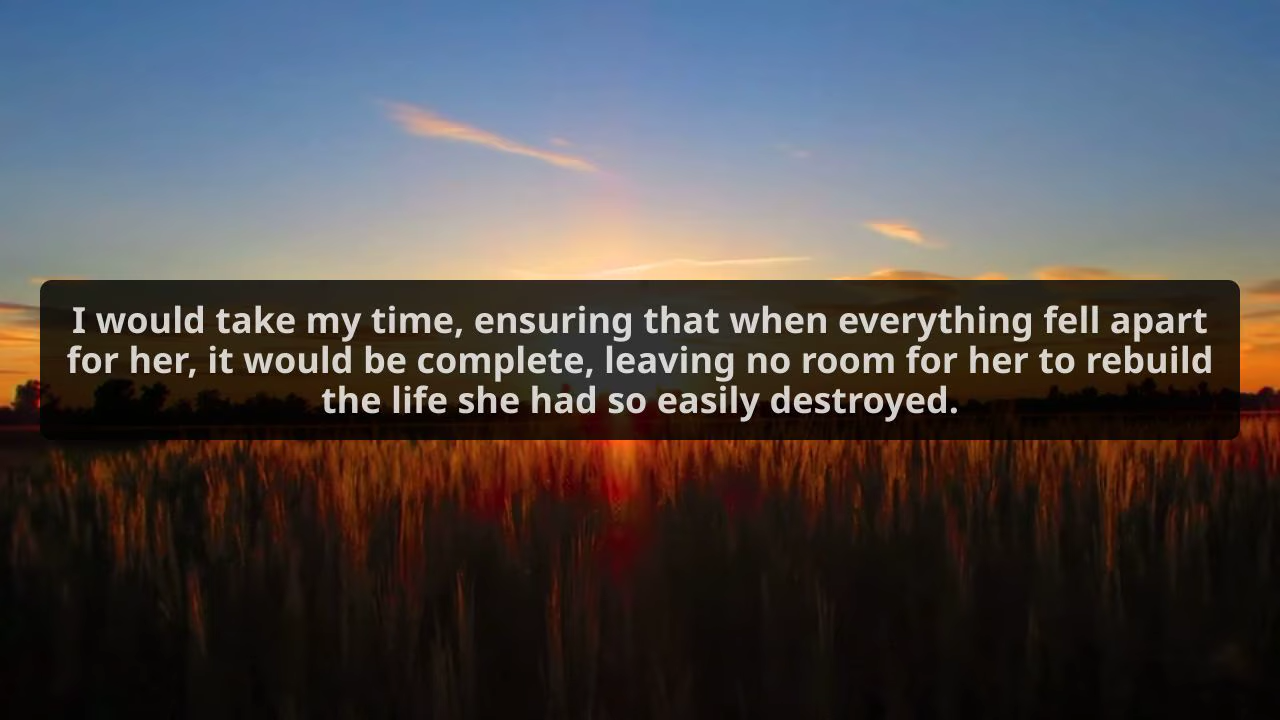 I would take my time, ensuring that when everything fell apart
for her, it would be complete, leaving no room for her to rebuild
the life she had so easily destroyed.